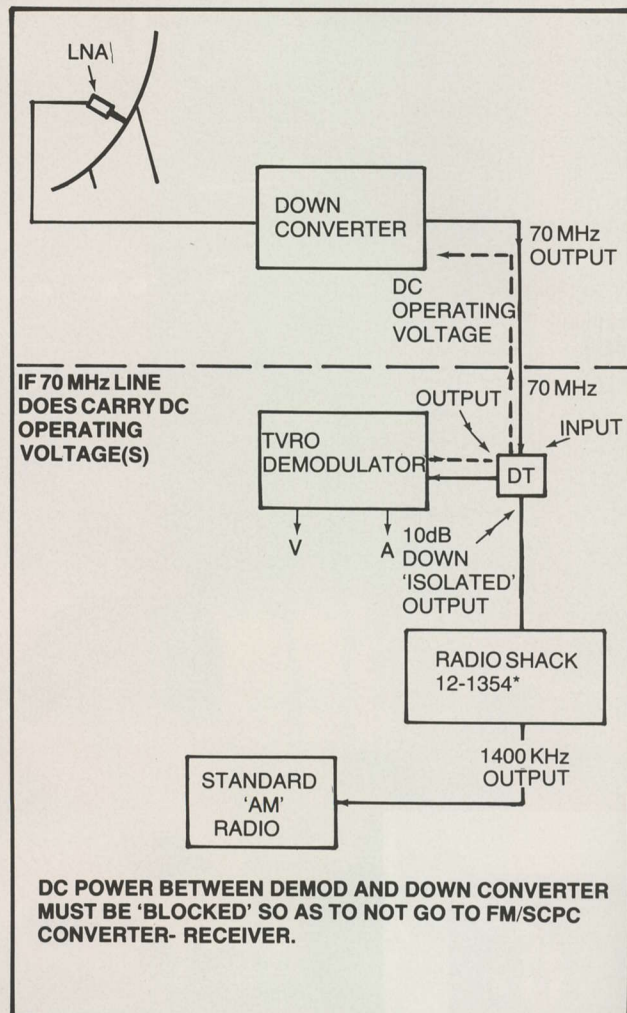 LNA
DOWN
CONVERTER
70 MHz
OUTPUT
DC
OPERATING
VOLTAGE
IF 70 MHz LINE
DOES CARRY DC
OPERATING
VOLTAGE(S)
70 MHz
OUTPUT
INPUT
TVRO
DEMODULATOR
DT
V
A
10dB
DOWN
'ISOLATED'
OUTPUT
RADIO SHACK
12-1354*
1400 KHz
OUTPUT
STANDARD
'AM'
RADIO
DC POWER BETWEEN DEMOD AND DOWN CONVERTER
MUST BE 'BLOCKED' SO AS TO NOT GO TO FM/SCPC
CONVERTER- RECEIVER.